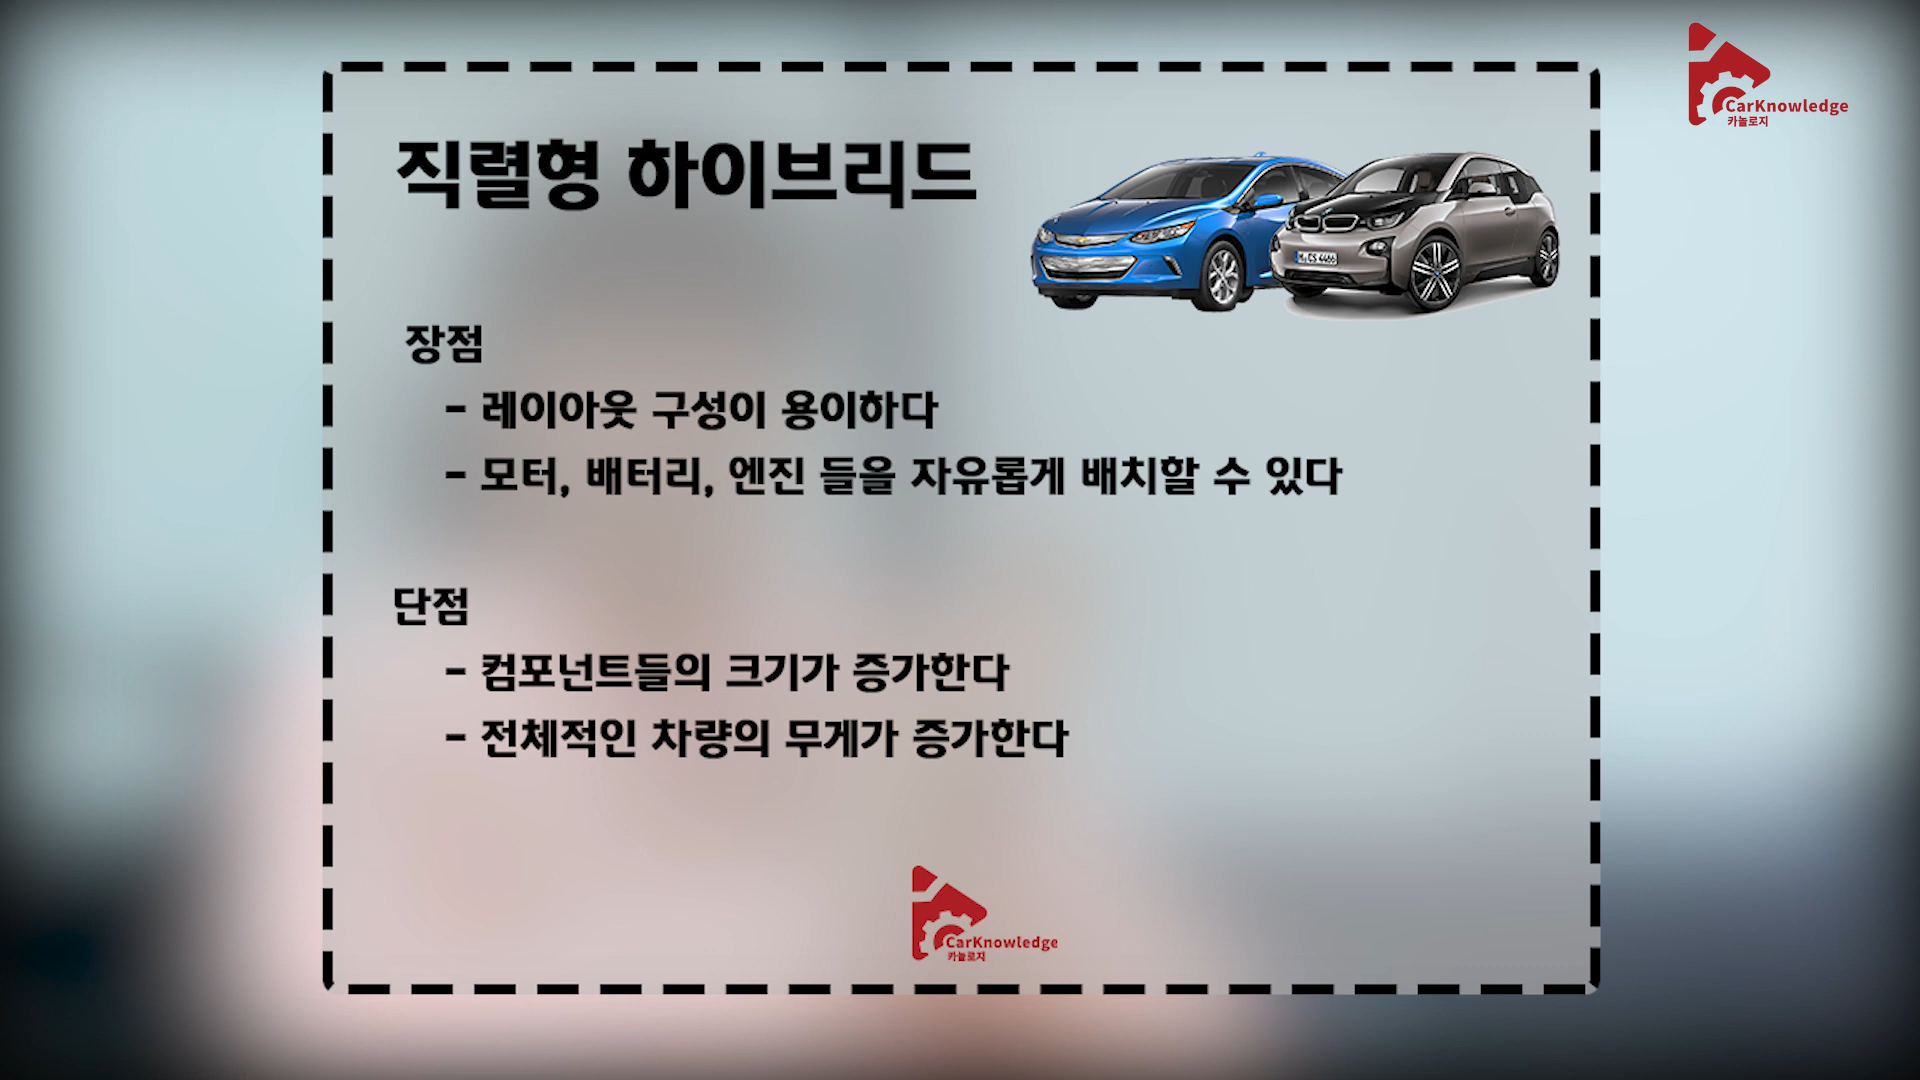 CarKnowledge
카놀로지
직렬형 하이브리드
M CS 4466
장점
- 레이아웃 구성이 용이하다
- 모터, 배터리, 엔진 들을 자유롭게 배치할 수 있다
단점
- 컴포넌트들의 크기가 증가한다
- 전체적인 차량의 무게가 증가한다
CarKnowledge
카놀로지